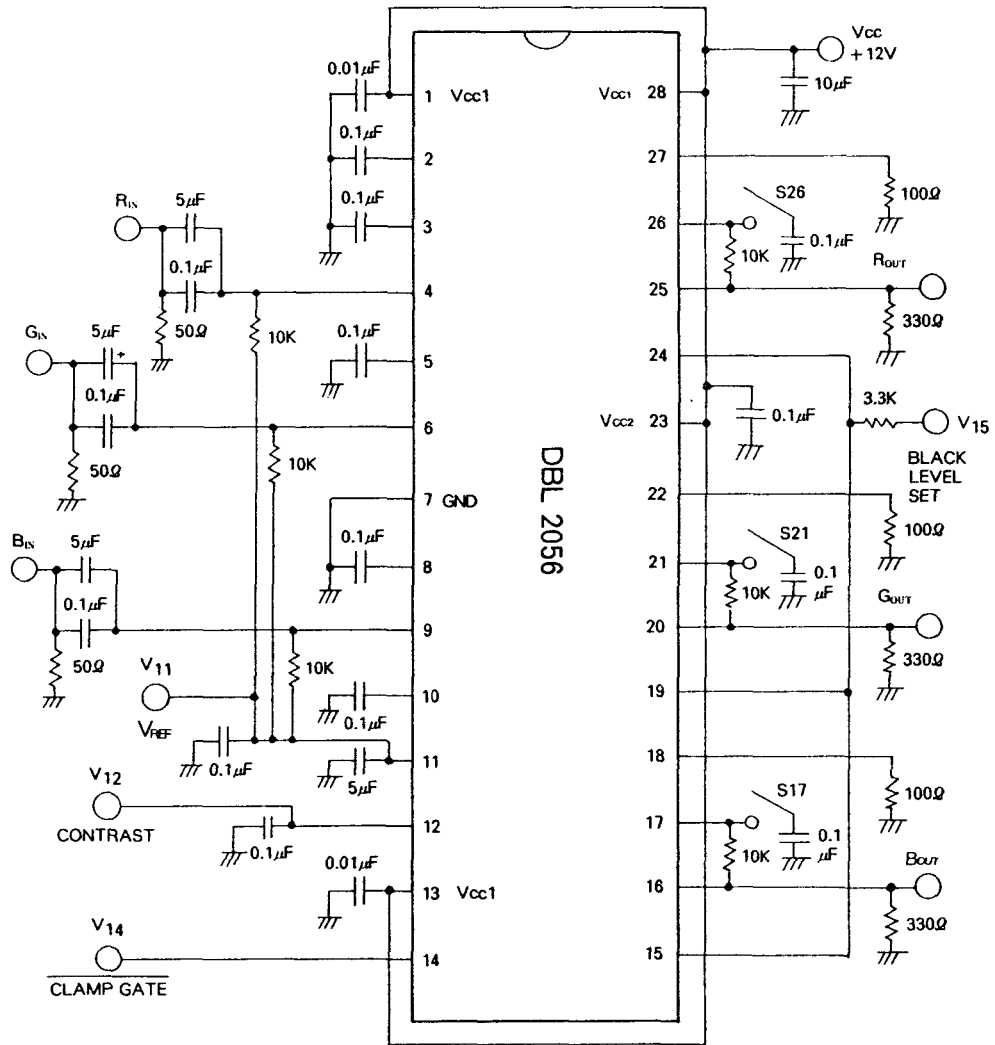 Vcc
+12V
10µF
0.01µF
1 Vcc1
Vcc1 28
0.1µF
2
27
100Ω
0.1µF
3
S26
26
0.1µF
10K
RIN
5µF
0.1µF
50Ω
4
10K
25
ROUT
330Ω
GIN
5µF
+
0.1µF
50Ω
0.1µF
5
24
3.3K
V15
BLACK
LEVEL
SET
6
10K
Vcc2 23
0.1µF
DBL 2056
7 GND
22
100Ω
0.1µF
8
S21
21
0.1
µF
10K
BIN
5µF
0.1µF
50Ω
9
10K
20
GOUT
330Ω
V11
VREF
10
0.1µF
19
0.1µF
11
5µF
18
100Ω
V12
CONTRAST
12
0.1µF
S17
17
0.1
µF
10K
0.01µF
13 Vcc1
16
BOUT
330Ω
V14
CLAMP GATE
14
15